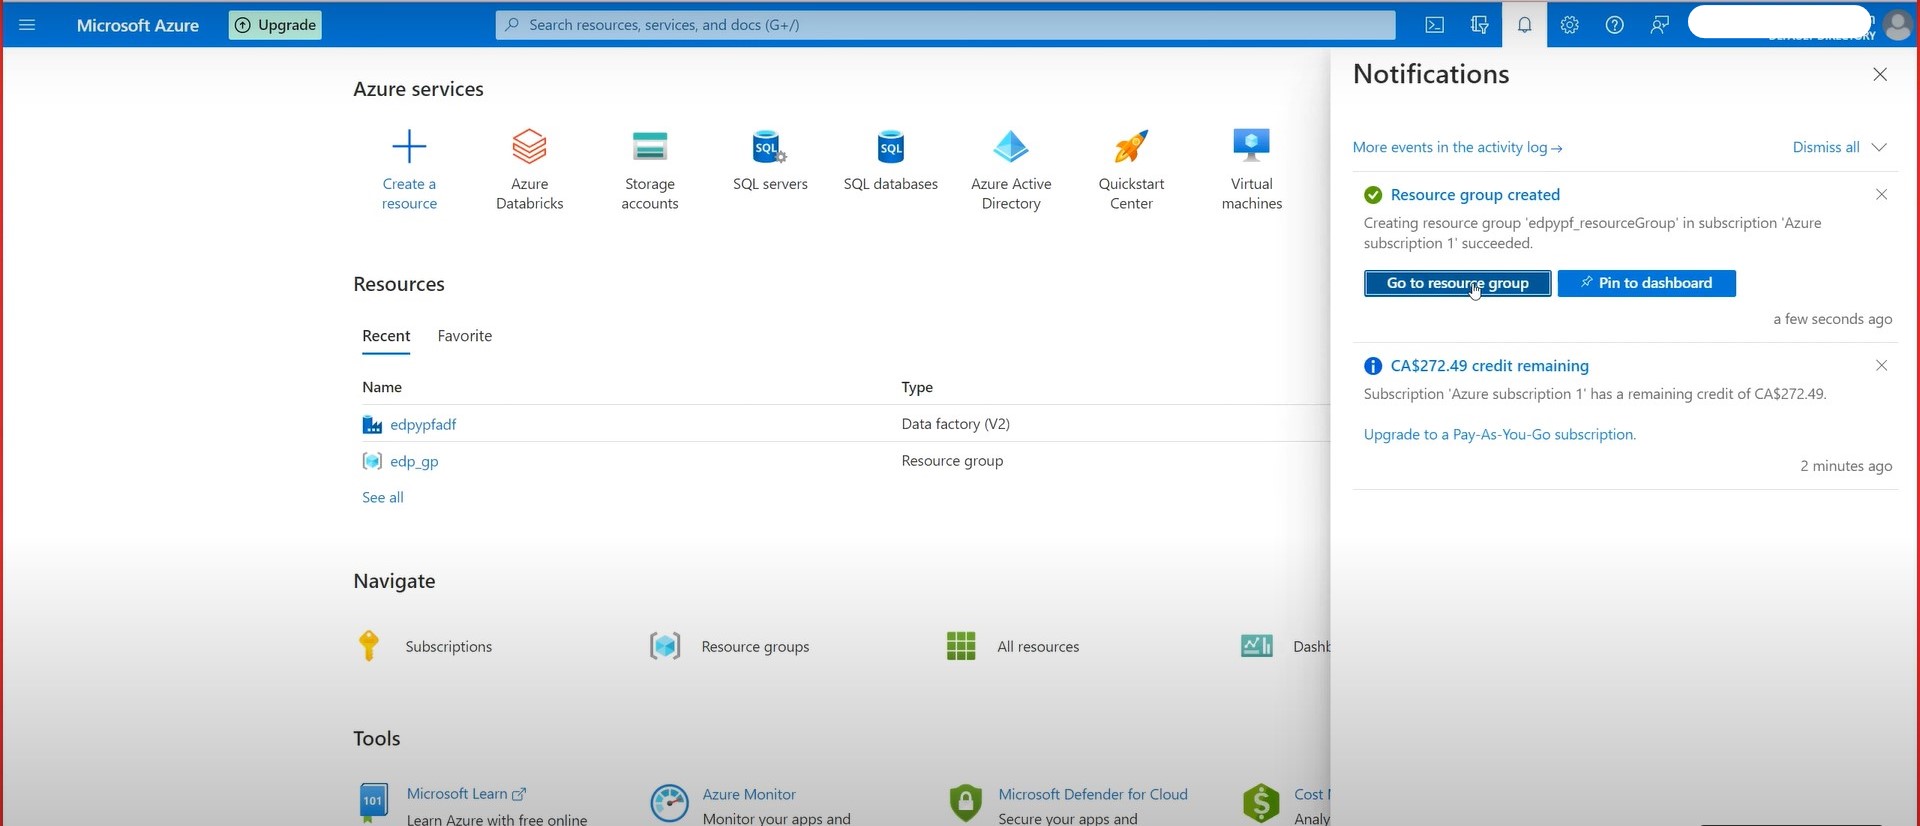 Microsoft Azure
Upgrade
Search resources, services, and docs (G+/)
Azure services
Create a
resource
Azure
Databricks
Storage
accounts
SQL
SQL servers
SQL
SQL databases
Azure Active
Directory
Quickstart
Center
Virtual
machines
Resources
Recent
Favorite
Name
Type
edpypfadf
Data factory (V2)
edp_gp
Resource group
See all
Navigate
Subscriptions
Resource groups
All resources
Dashb
Tools
101
Microsoft Learn
Learn Azure with free online
Azure Monitor
Monitor your apps and
Microsoft Defender for Cloud
Secure your apps and
Cost
Analy
Notifications
More events in the activity log →
Dismiss all
Resource group created
Creating resource group 'edpypf_resourceGroup' in subscription 'Azure
subscription 1' succeeded.
Go to resource group
Pin to dashboard
a few seconds ago
CA$272.49 credit remaining
Subscription 'Azure subscription 1' has a remaining credit of CA$272.49.
Upgrade to a Pay-As-You-Go subscription.
2 minutes ago